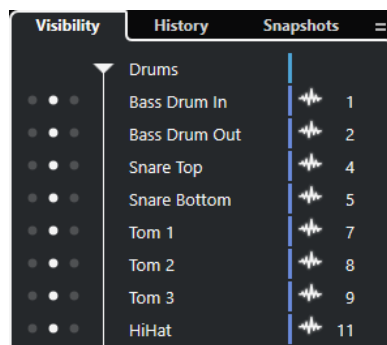 Visibility History Snapshots
Drums
Bass Drum In 1
Bass Drum Out 2
Snare Top 4
Snare Bottom 5
Tom 1 7
Tom 2 8
Tom 3 9
HiHat 11